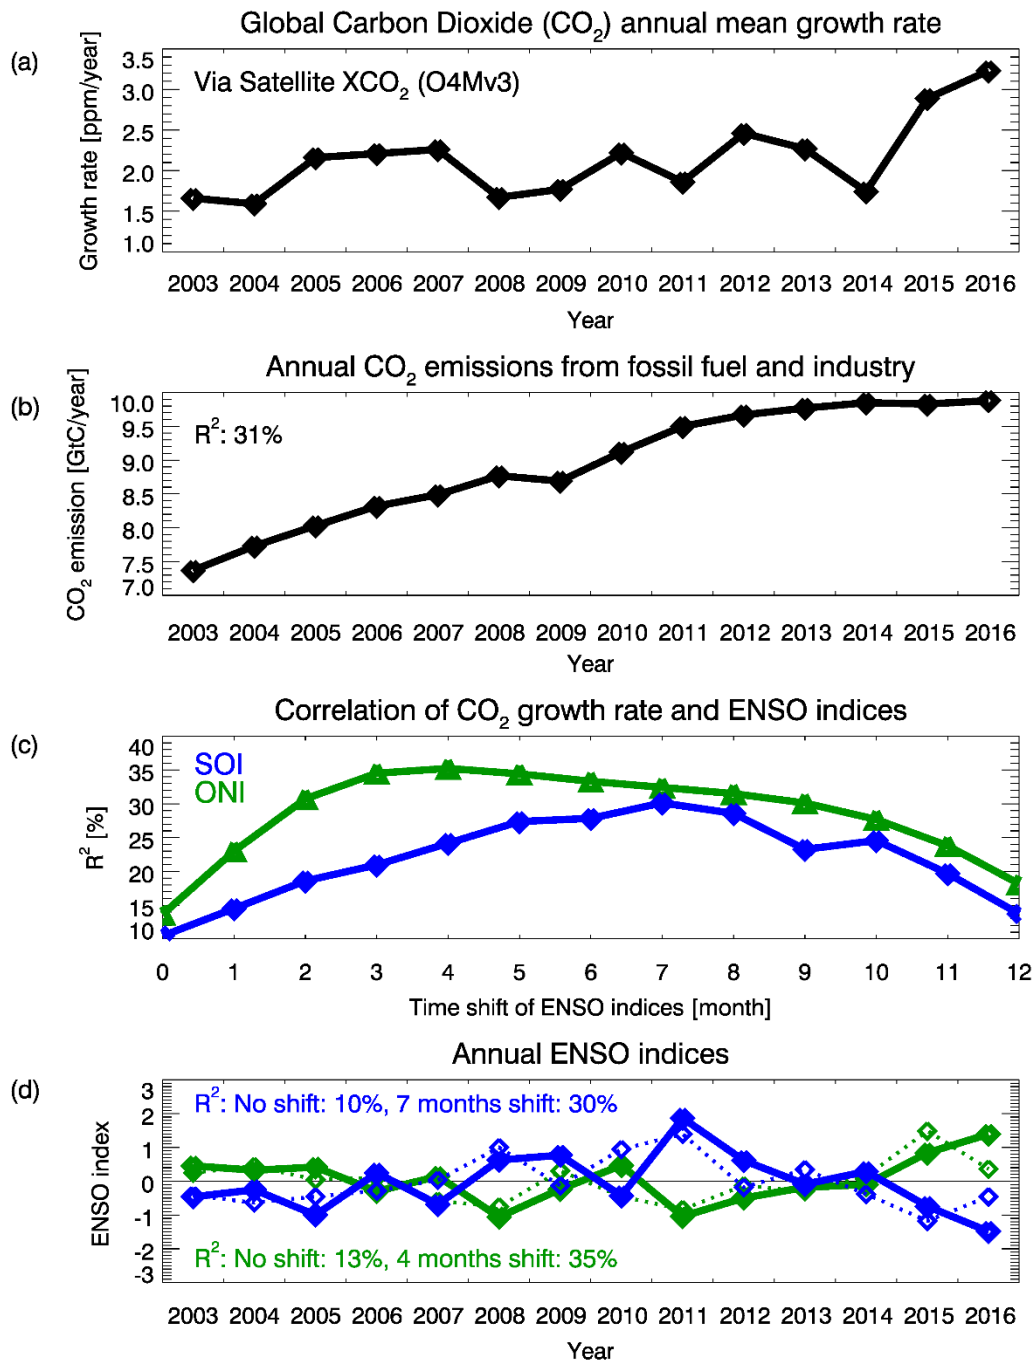 Global Carbon Dioxide (CO₂) annual mean growth rate
(a)
Via Satellite XCO₂ (O4Mv3)
Growth rate [ppm/year]
3.5
3.0
2.5
2.0
1.5
1.0
2003 2004 2005 2006 2007 2008 2009 2010 2011 2012 2013 2014 2015 2016
Year
Annual CO₂ emissions from fossil fuel and industry
(b)
R²: 31%
CO₂ emission [GtC/year]
10.0
9.5
9.0
8.5
8.0
7.5
7.0
2003 2004 2005 2006 2007 2008 2009 2010 2011 2012 2013 2014 2015 2016
Year
Correlation of CO₂ growth rate and ENSO indices
(c)
SOI
ONI
R² [%]
40
35
30
25
20
15
10
0 1 2 3 4 5 6 7 8 9 10 11 12
Time shift of ENSO indices [month]
Annual ENSO indices
(d)
R²: No shift: 10%, 7 months shift: 30%
ENSO index
3
2
1
0
-1
-2
-3
R²: No shift: 13%, 4 months shift: 35%
2003 2004 2005 2006 2007 2008 2009 2010 2011 2012 2013 2014 2015 2016
Year